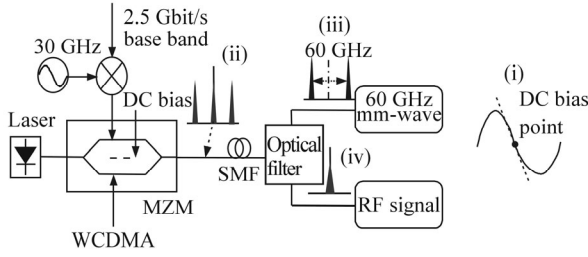 2.5 Gbit/s
base band
30 GHz
(ii)
(iii)
60 GHz
DC bias
Laser
60 GHz
mm-wave
(i)
DC bias
point
Optical
filter
SMF
(iv)
MZM
RF signal
WCDMA